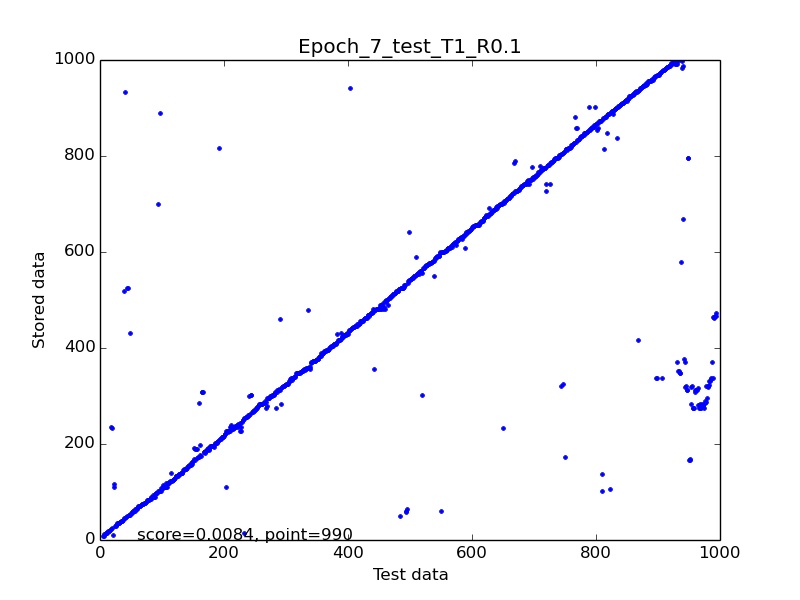 Epoch_7_test_T1_R0.1
1000
800
600
400
200
0
Stored data
score=0.0084, point=990
0 200 400 600 800 1000
Test data